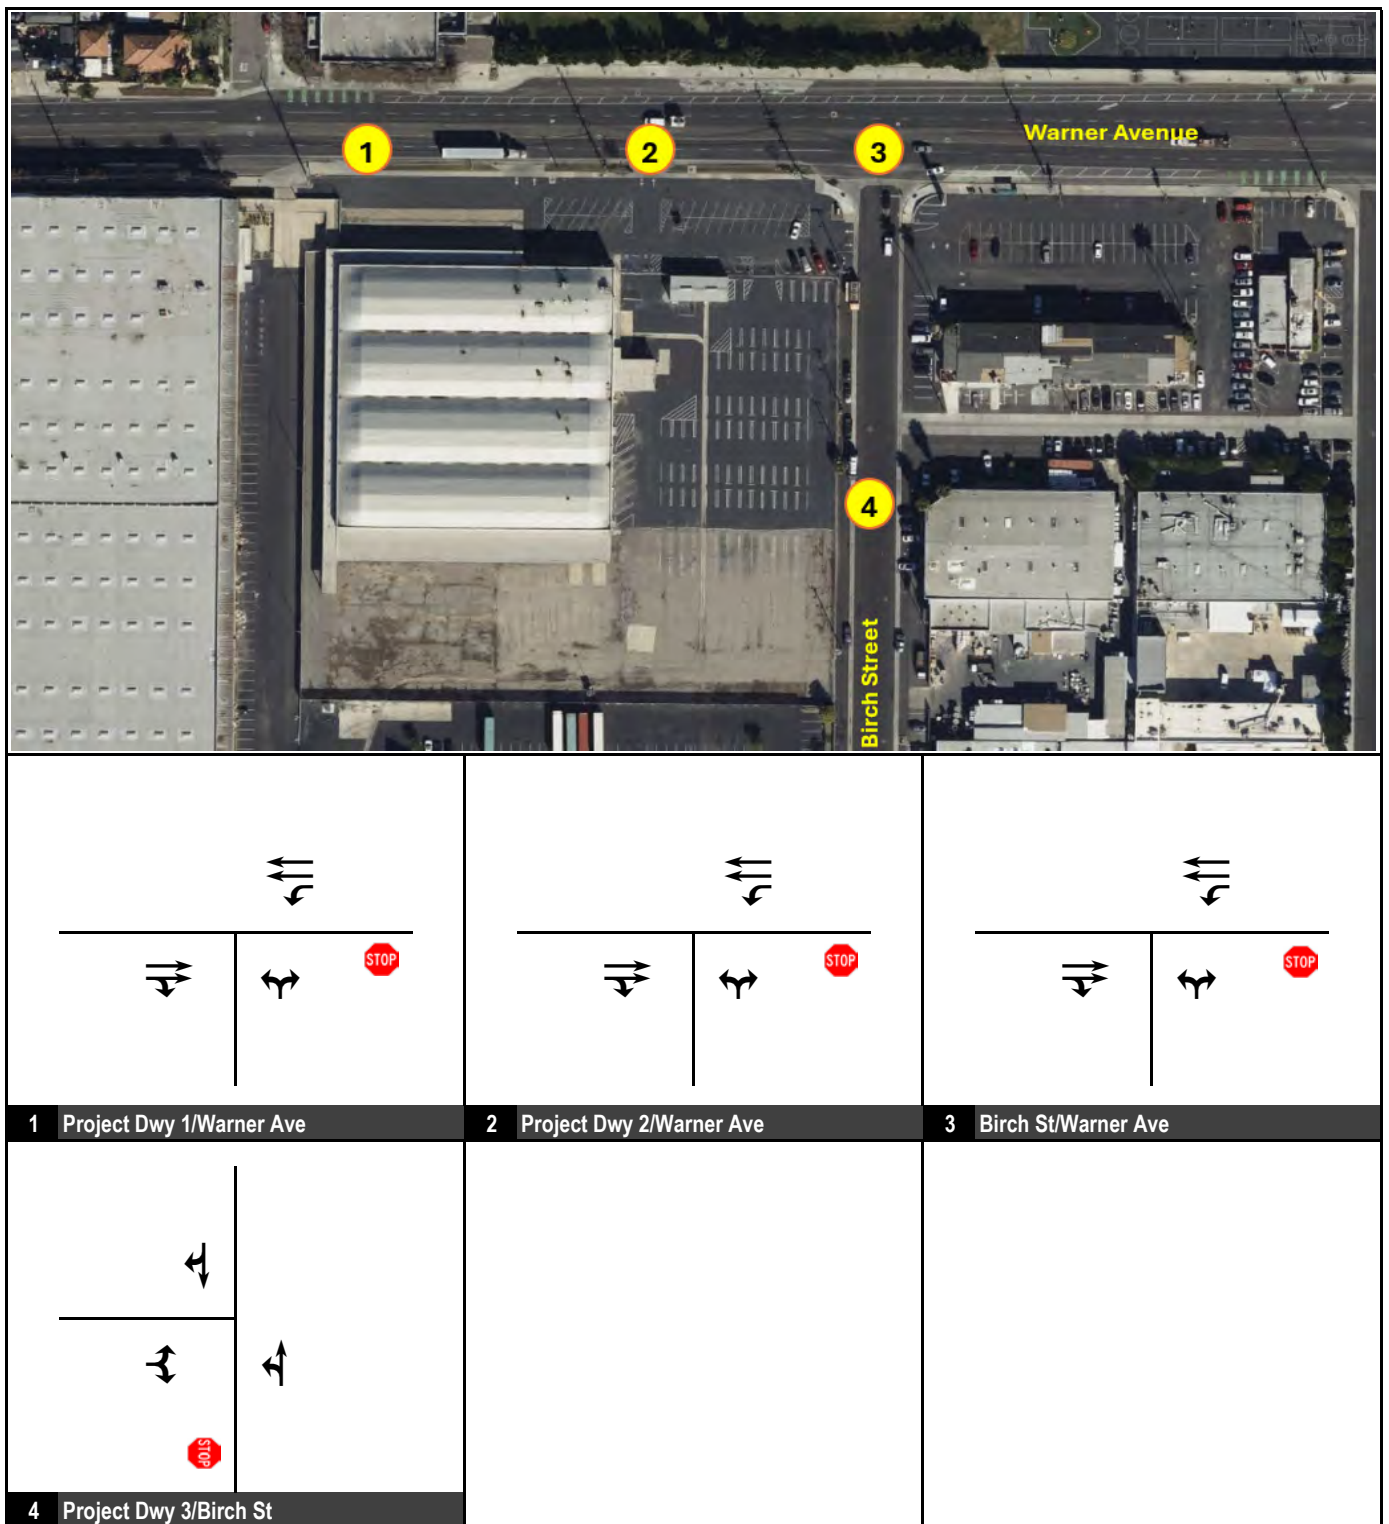 Warner Avenue
1
2
3
4
Birch Street
STOP
STOP
STOP
1 Project Dwy 1/Warner Ave
2 Project Dwy 2/Warner Ave
3 Birch St/Warner Ave
STOP
4 Project Dwy 3/Birch St